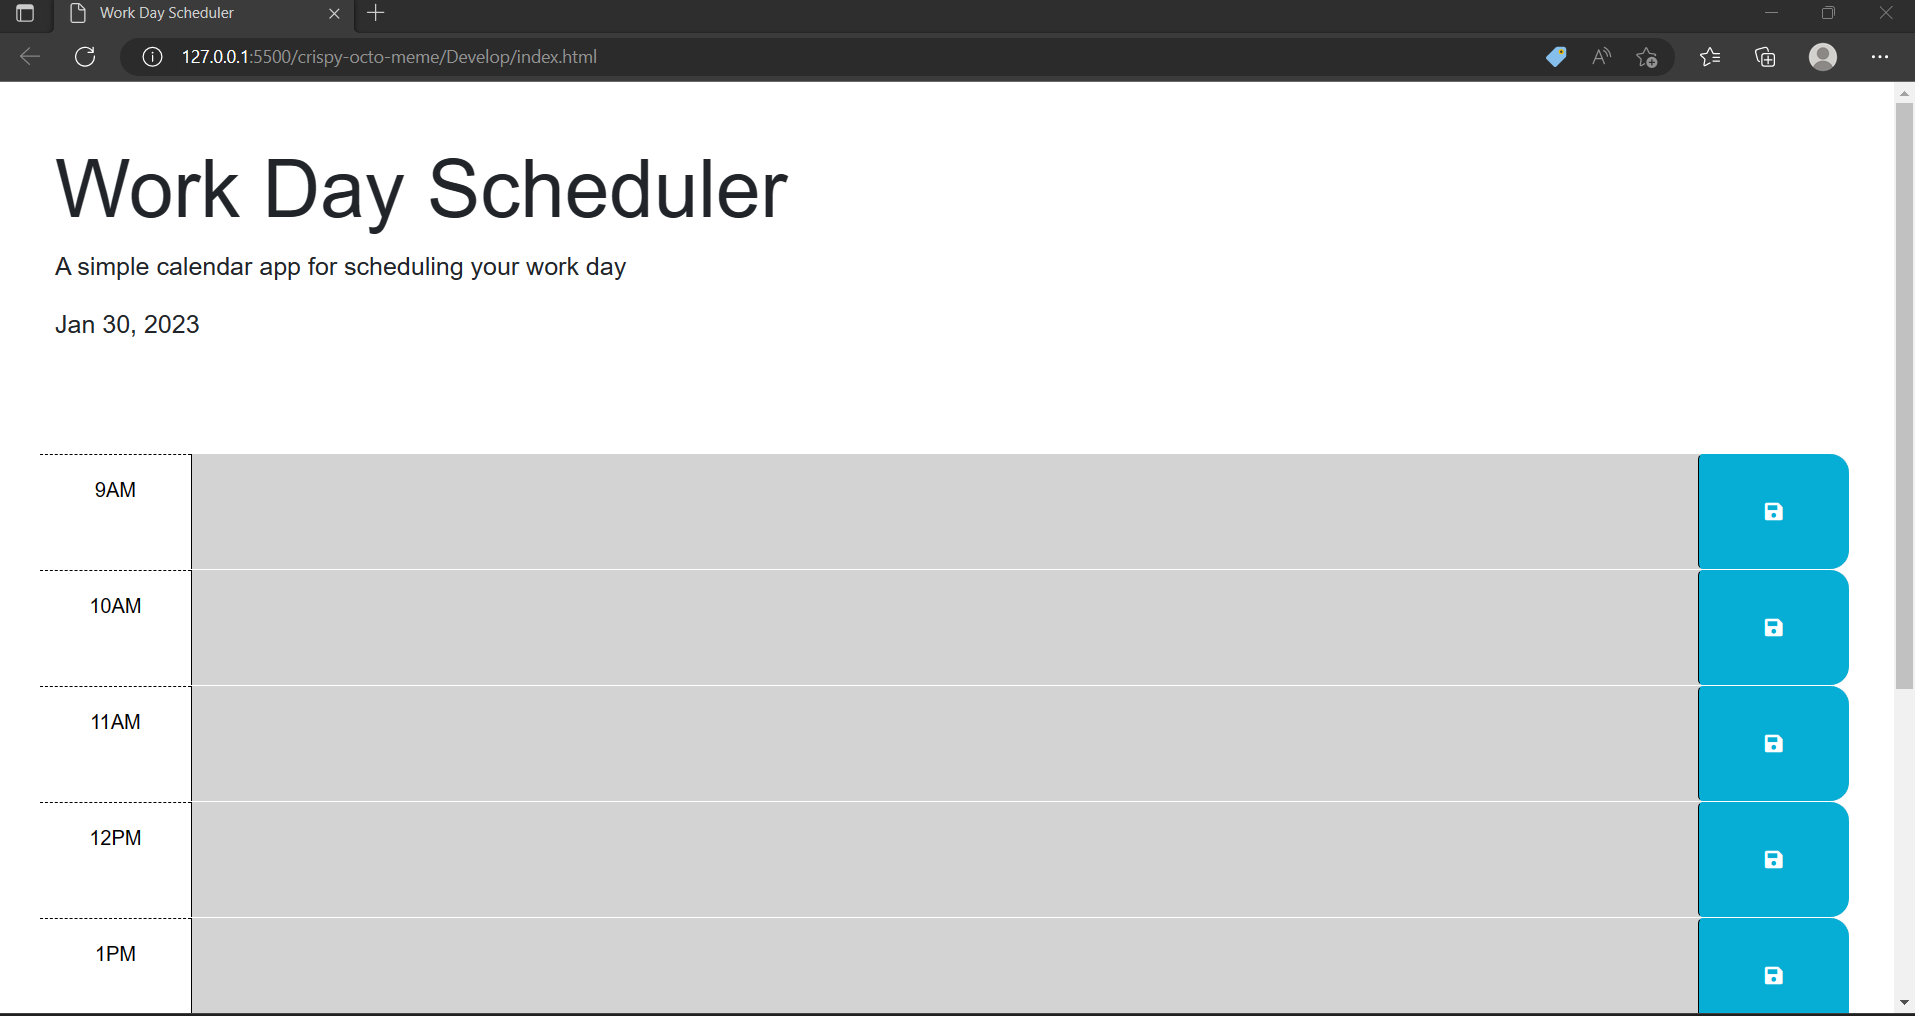 Work Day Scheduler
127.0.0.1:5500/crispy-octo-meme/Develop/index.html
Work Day Scheduler
A simple calendar app for scheduling your work day
Jan 30, 2023
9AM
10AM
11AM
12PM
1PM